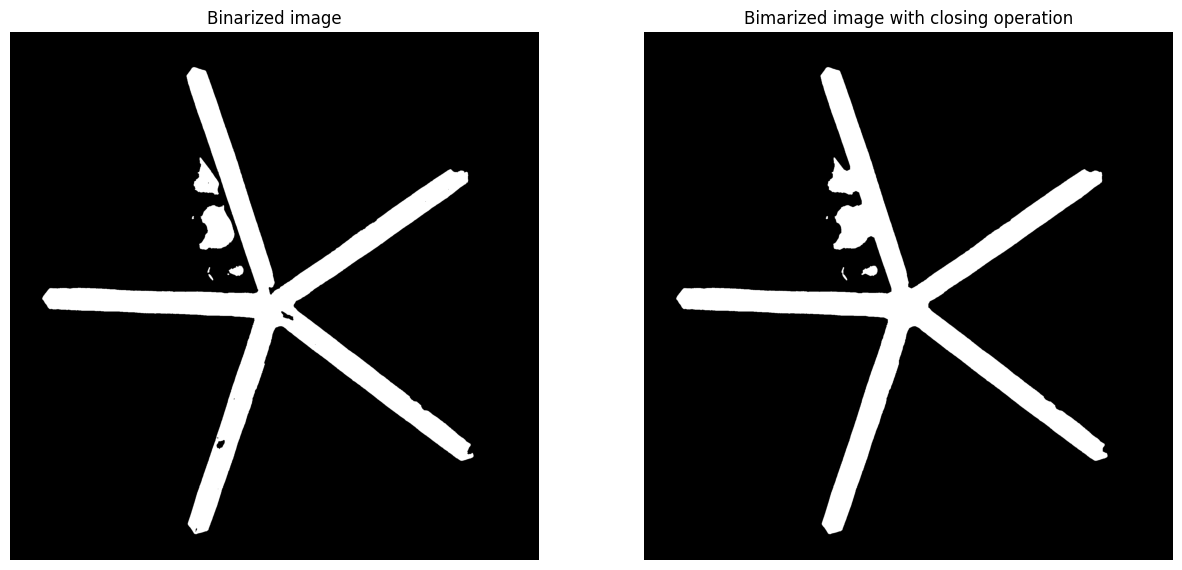 Binarized image
Bimarized image with closing operation